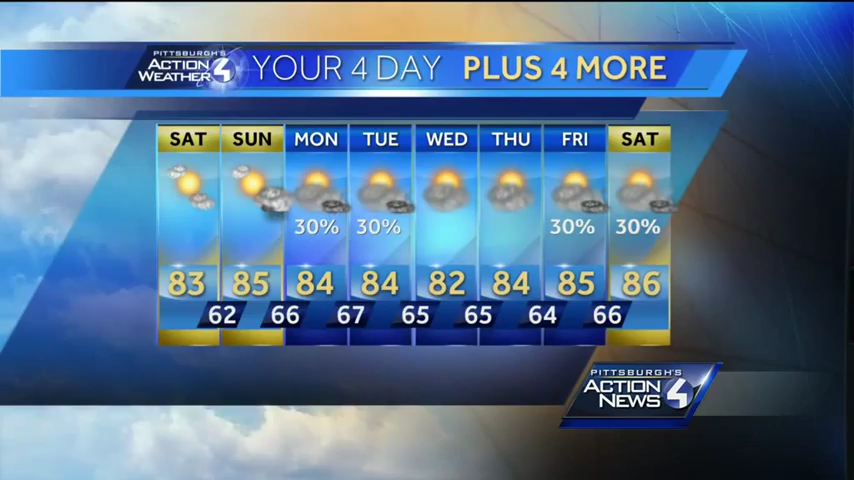 PITTSBURGH'S
ACTION
WEATHER 4
YOUR 4 DAY PLUS 4 MORE
SAT SUN MON TUE WED THU FRI SAT
30% 30% 30% 30%
83 85 84 84 82 84 85 86
62 66 67 65 65 64 66
PITTSBURGH'S
ACTION
NEWS 4